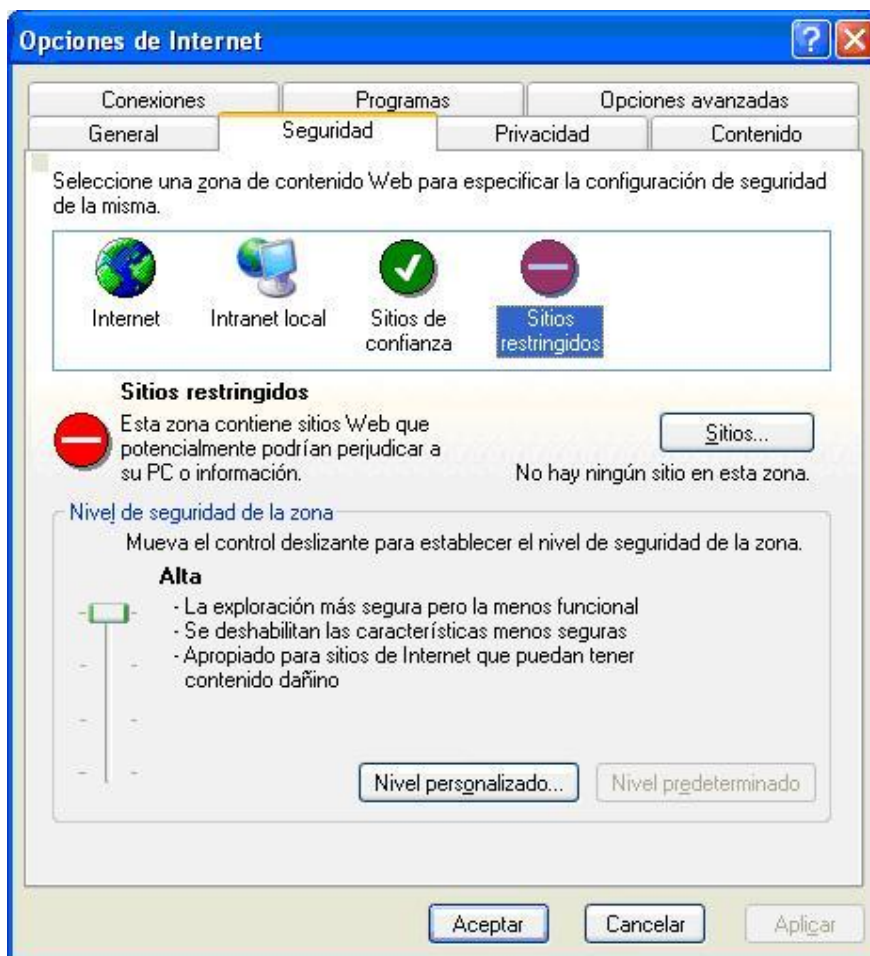 Opciones de Internet
Conexiones Programas Opciones avanzadas
General Seguridad Privacidad Contenido
Seleccione una zona de contenido Web para especificar la configuración de seguridad
de la misma.
Internet Intranet local Sitios de confianza Sitios restringidos
Sitios restringidos
Esta zona contiene sitios Web que
potencialmente podrían perjudicar a
su PC o información.
Sitios...
No hay ningún sitio en esta zona.
Nivel de seguridad de la zona
Mueva el control deslizante para establecer el nivel de seguridad de la zona.
Alta
- La exploración más segura pero la menos funcional
- Se deshabilitan las características menos seguras
- Apropiado para sitios de Internet que puedan tener
contenido dañino
Nivel personalizado... Nivel predeterminado
Aceptar Cancelar Aplicar